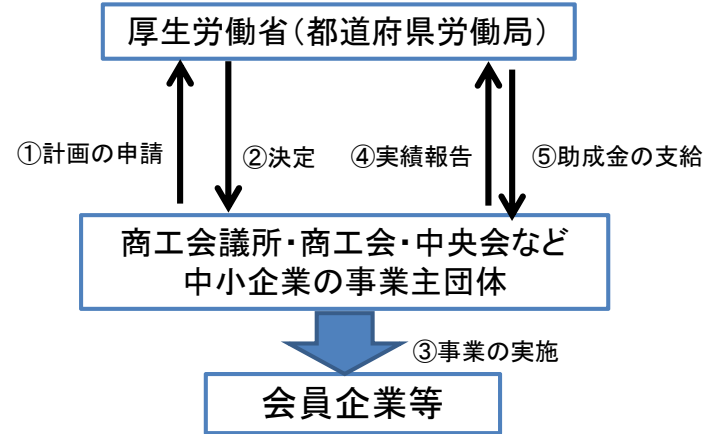 厚生労働省(都道府県労働局)
①計画の申請
②決定
④実績報告
⑤助成金の支給
商工会議所・商工会・中央会など
中小企業の事業主団体
③事業の実施
会員企業等